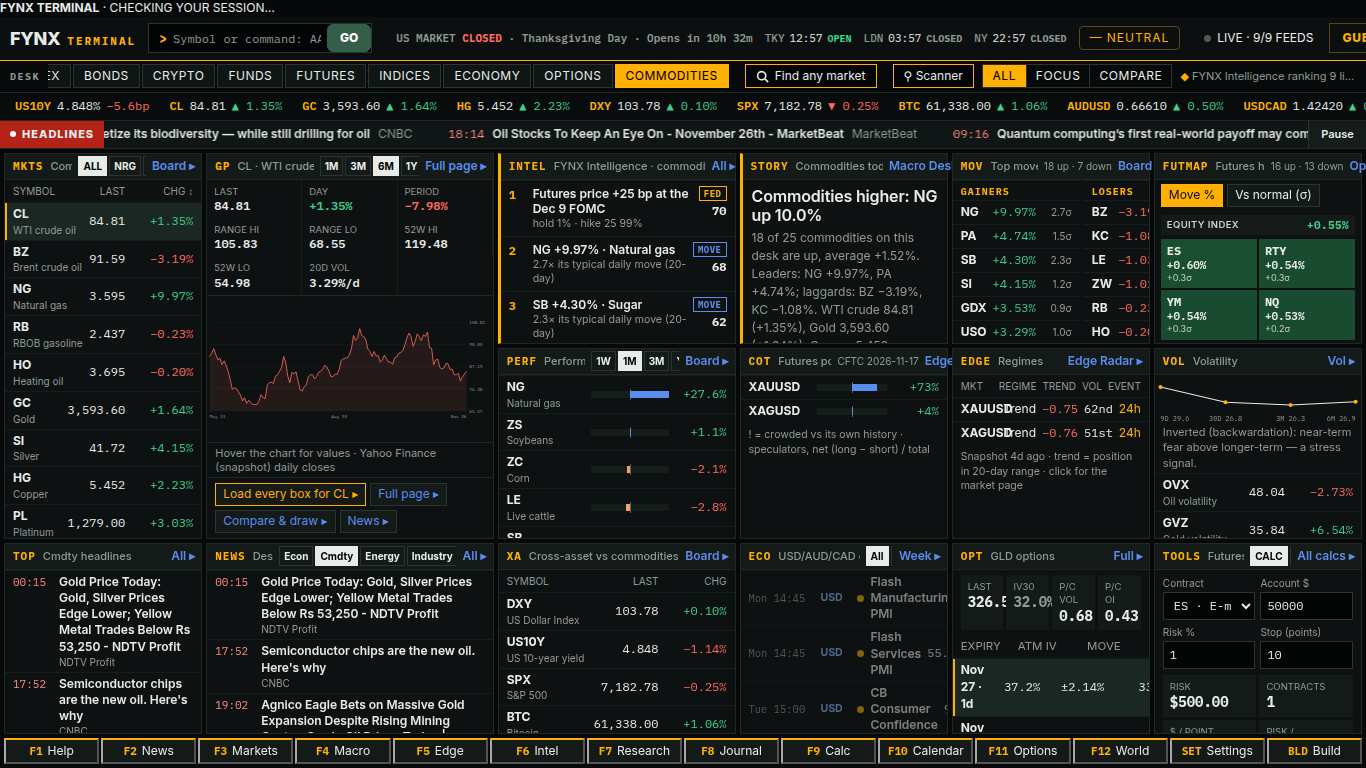 FYNX TERMINAL · CHECKING YOUR SESSION...
FYNX TERMINAL > Symbol or command: GO US MARKET CLOSED · Thanksgiving Day · Opens in 10h 32m TKY 12:57 OPEN LDN 03:57 CLOSED NY 22:57 CLOSED — NEUTRAL LIVE · 9/9 FEEDS
DESK BONDS CRYPTO FUNDS FUTURES INDICES ECONOMY OPTIONS COMMODITIES Find any market Scanner ALL FOCUS COMPARE ◆ FYNX Intelligence ranking 9 li...
US10Y 4.848% −5.6bp CL 84.81 ▲ 1.35% GC 3,593.60 ▲ 1.64% HG 5.452 ▲ 2.23% DXY 103.78 ▲ 0.10% SPX 7,182.78 ▼ 0.25% BTC 61,338.00 ▲ 1.06% AUDUSD 0.66610 ▲ 0.50% USDCAD 1.42420
HEADLINES its biodiversity — while still drilling for oil CNBC 18:14 Oil Stocks To Keep An Eye On - November 26th - MarketBeat MarketBeat 09:16 Quantum computing's first real-world payoff may Pause
MKTS ALL NRG Board ▸
SYMBOL LAST CHG ↕
CL 84.81 +1.35%
WTI crude oil
BZ 91.59 −3.19%
Brent crude oil
NG 3.595 +9.97%
Natural gas
RB 2.437 −0.23%
RBOB gasoline
HO 3.695 −0.20%
Heating oil
GC 3,593.60 +1.64%
Gold
SI 41.72 +4.15%
Silver
HG 5.452 +2.23%
Copper
PL 1,279.00 +3.03%
Platinum
GP CL · WTI crude 1M 3M 6M 1Y Full page ▸
LAST DAY PERIOD
84.81 +1.35% −7.98%
RANGE HI RANGE LO 52W HI
105.83 68.55 119.48
52W LO 20D VOL
54.98 3.29%/d
Hover the chart for values · Yahoo Finance
(snapshot) daily closes
Load every box for CL ▸ Full page ▸
Compare & draw ▸ News ▸
INTEL FYNX Intelligence · All ▸
1 Futures price +25 bp at the FED
Dec 9 FOMC 70
hold 1% · hike 25 99%
2 NG +9.97% · Natural gas MOVE
2.7× its typical daily move (20- 68
day)
3 SB +4.30% · Sugar MOVE
2.3× its typical daily move (20- 62
day)
STORY Commodities Macro
Commodities higher: NG
up 10.0%
18 of 25 commodities on this
desk are up, average +1.52%.
Leaders: NG +9.97%, PA
+4.74%; laggards: BZ −3.19%,
KC −1.08%. WTI crude 84.81
(+1.35%), Gold 3,593.60
MOV Top 18 up · 7 down Board
GAINERS LOSERS
NG +9.97% 2.7σ BZ
PA +4.74% 1.5σ KC
SB +4.30% 2.3σ LE
SI +4.15% 1.2σ ZW
GDX +3.53% 0.9σ RB
USO +3.29% 1.0σ HO
FUTMAP Futures 16 up · 13 down
Move % Vs normal (σ)
EQUITY INDEX +0.55%
ES RTY
+0.60% +0.54%
+0.3σ +0.3σ
YM NQ
+0.54% +0.53%
+0.3σ +0.2σ
PERF 1W 1M 3M Board ▸
NG +27.6%
Natural gas
ZS +1.1%
Soybeans
ZC −2.1%
Corn
LE −2.8%
Live cattle
COT Futures CFTC 2026-11-17
XAUUSD +73%
XAGUSD +4%
! = crowded vs its own history ·
speculators, net (long − short) / total
EDGE Regimes Edge Radar ▸
MKT REGIME TREND VOL EVENT
XAUUSD −0.75 62nd 24h
XAGUSD −0.76 51st 24h
Snapshot 4d ago · trend = position
in 20-day range · click for the
market page
VOL Volatility Vol ▸
9D 29.6 30D 26.8 3M 26.3 6M 26.9
Inverted (backwardation): near-term
fear above longer-term — a stress
signal.
OVX 48.04 −2.73%
Oil volatility
GVZ 35.84 +6.54%
TOP Cmdty headlines All ▸
00:15 Gold Price Today:
Gold, Silver Prices
Edge Lower; Yellow
Metal Trades Below Rs
53,250 - NDTV Profit
NDTV Profit
17:52 Semiconductor chips
are the new oil. Here's
why
CNBC
NEWS Econ Cmdty Energy Industry All ▸
00:15 Gold Price Today: Gold, Silver Prices
Edge Lower; Yellow Metal Trades
Below Rs 53,250 - NDTV Profit
NDTV Profit
17:52 Semiconductor chips are the new oil.
Here's why
CNBC
19:02 Agnico Eagle Bets on Massive Gold
Expansion Despite Rising Mining
XA Cross-asset vs commodities Board ▸
SYMBOL LAST CHG
DXY 103.78 +0.10%
US Dollar Index
US10Y 4.848 −1.14%
US 10-year yield
SPX 7,182.78 −0.25%
S&P 500
BTC 61,338.00 +1.06%
ECO USD/AUD/CAD · All Week ▸
Mon 14:45 USD Flash
Manufacturing
PMI
Mon 14:45 USD Flash
Services
PMI
Tue 15:00 USD CB
Consumer
Confidence
OPT GLD options Full ▸
LAST IV30 P/C VOL P/C OI
326.5 32.0% 0.68 0.43
EXPIRY ATM IV MOVE
Nov 27 · 1d 37.2% ±2.14%
Nov
TOOLS CALC All calcs ▸
Contract Account $
ES · E-m 50000
Risk % Stop (points)
1 10
RISK CONTRACTS
$500.00 1
$ / POINT RISK /
F1 Help F2 News F3 Markets F4 Macro F5 Edge F6 Intel F7 Research F8 Journal F9 Calc F10 Calendar F11 Options F12 World SET Settings BLD Build